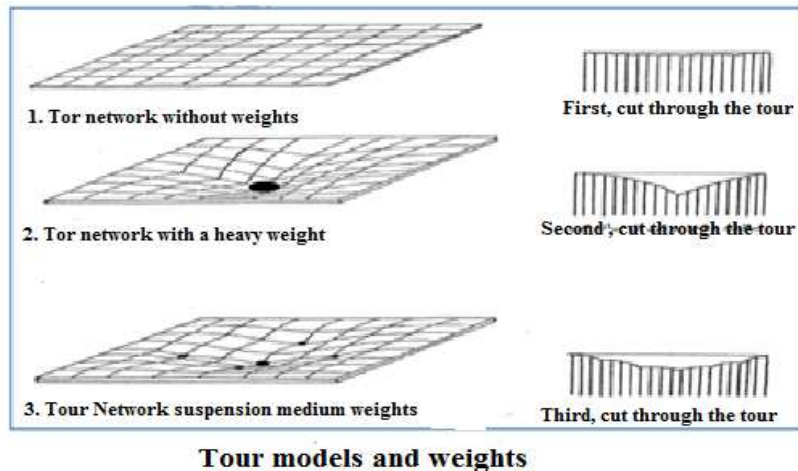 1. Tor network without weights
First, cut through the tour
2. Tor network with a heavy weight
Second , cut through the tour
3. Tour Network suspension medium weights
Third, cut through the tour
Tour models and weights